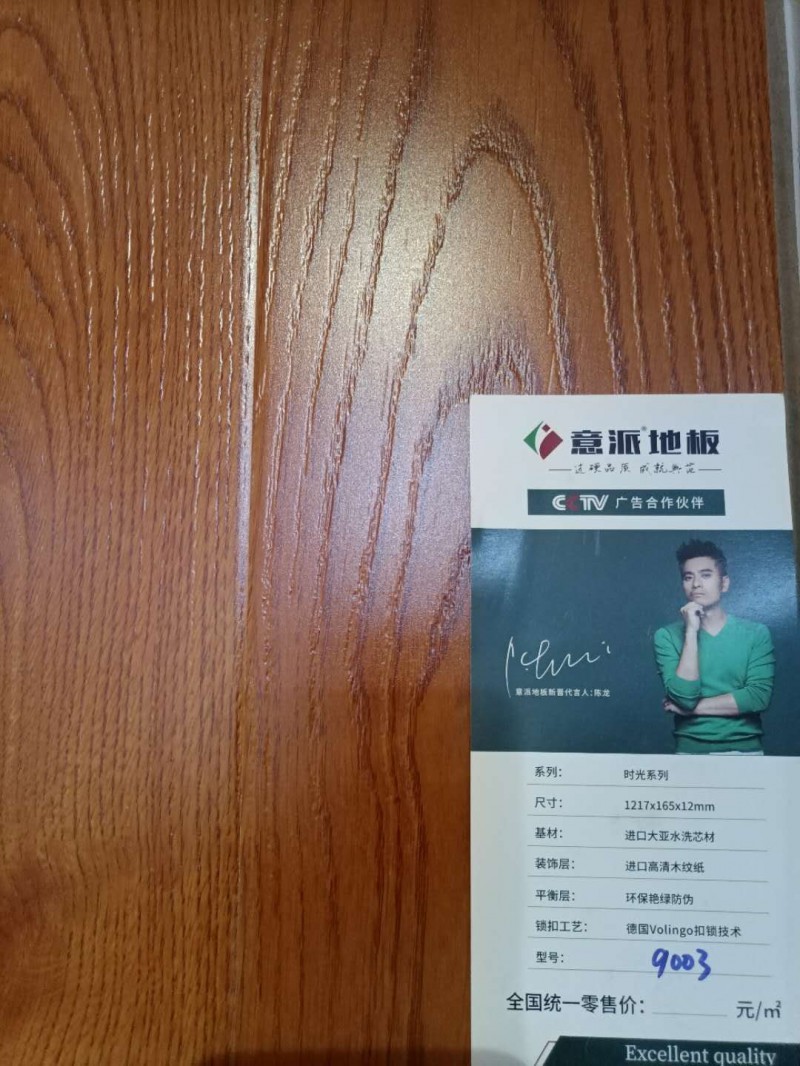 意派®地板
过硬品质 成就典范
CCTV 广告合作伙伴
意派地板新晋代言人：陈龙
系列： 时光系列
尺寸： 1217x165x12mm
基材： 进口大亚水洗芯材
装饰层： 进口高清木纹纸
平衡层： 环保艳绿防伪
锁扣工艺： 德国Volingo扣锁技术
型号： 9003
全国统一零售价： 元/㎡
Excellent quality